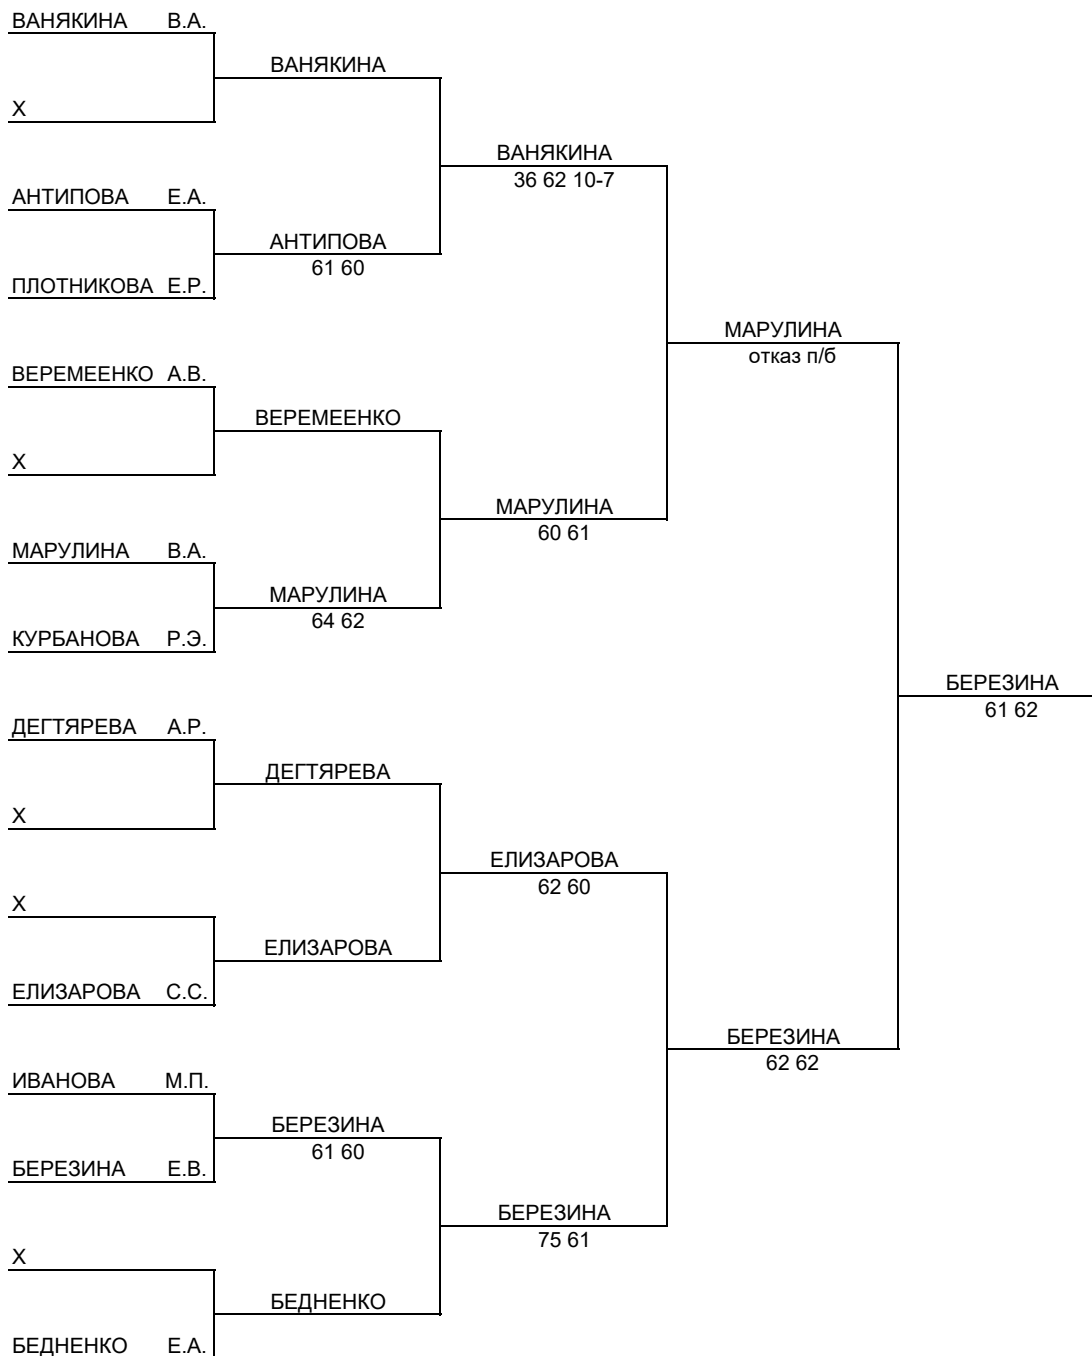 ВАНЯКИНА В.А.
ВАНЯКИНА
Х
ВАНЯКИНА
36 62 10-7
АНТИПОВА Е.А.
АНТИПОВА
61 60
ПЛОТНИКОВА Е.Р.
МАРУЛИНА
отказ п/б
ВЕРЕМЕЕНКО А.В.
ВЕРЕМЕЕНКО
Х
МАРУЛИНА
60 61
МАРУЛИНА В.А.
МАРУЛИНА
64 62
КУРБАНОВА Р.Э.
БЕРЕЗИНА
61 62
ДЕГТЯРЕВА А.Р.
ДЕГТЯРЕВА
Х
ЕЛИЗАРОВА
62 60
Х
ЕЛИЗАРОВА
ЕЛИЗАРОВА С.С.
БЕРЕЗИНА
62 62
ИВАНОВА М.П.
БЕРЕЗИНА
61 60
БЕРЕЗИНА Е.В.
БЕРЕЗИНА
75 61
Х
БЕДНЕНКО
БЕДНЕНКО Е.А.